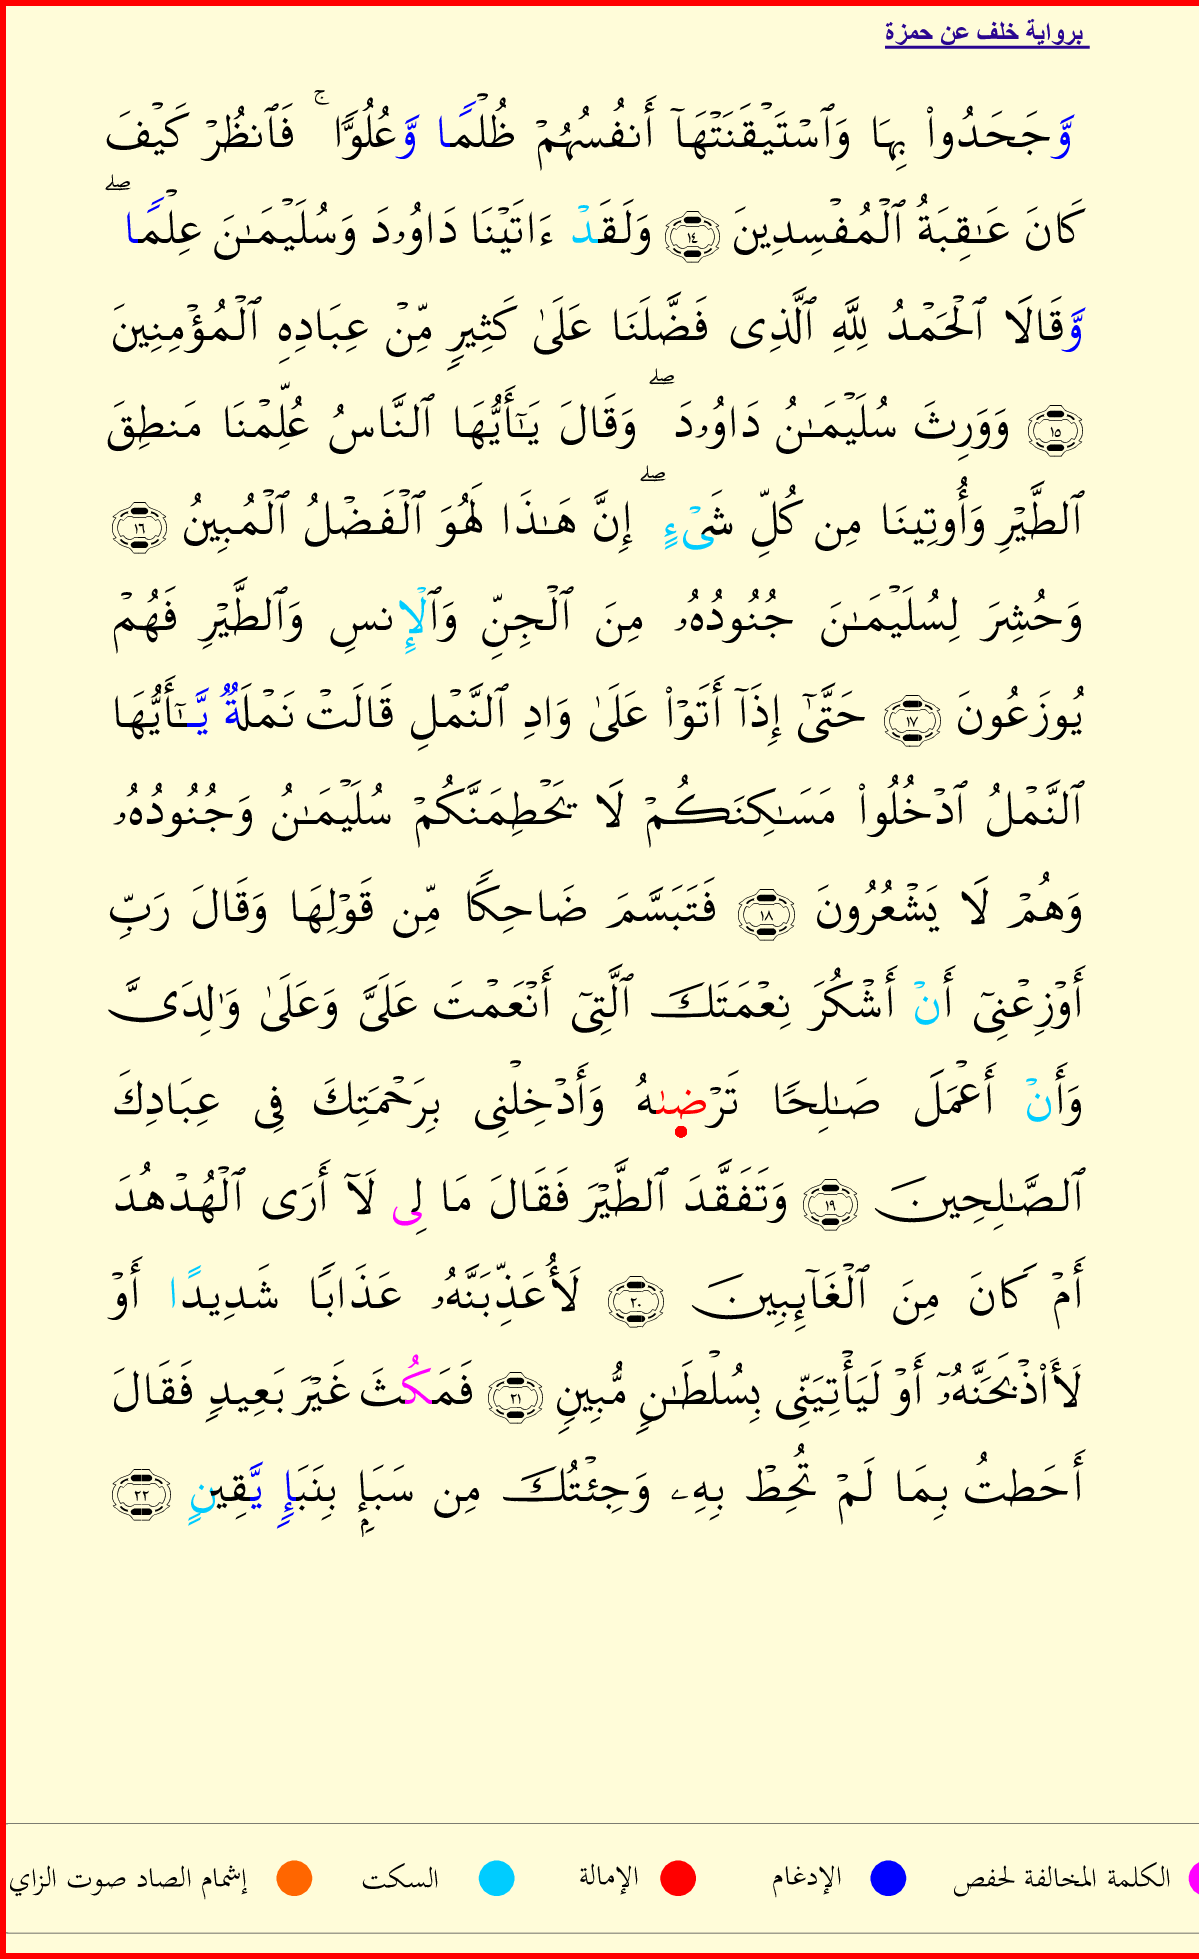 برواية خلف عن حمزة
وَّجَحَدُوا۟ بِهَا وَٱسْتَيْقَنَتْهَآ أَنفُسُهُمْ ظُلْمًا وَّعُلُوًّا ۚ فَٱنظُرْ كَيْفَ
كَانَ عَـٰقِبَةُ ٱلْمُفْسِدِينَ ١٤ وَلَقَدْ ءَاتَيْنَا دَاوُۥدَ وَسُلَيْمَـٰنَ عِلْمًا ۖ
وَّقَالَا ٱلْحَمْدُ لِلَّهِ ٱلَّذِى فَضَّلَنَا عَلَىٰ كَثِيرٍ مِّنْ عِبَادِهِ ٱلْمُؤْمِنِينَ
١٥ وَوَرِثَ سُلَيْمَـٰنُ دَاوُۥدَ ۖ وَقَالَ يَـٰٓأَيُّهَا ٱلنَّاسُ عُلِّمْنَا مَنطِقَ
ٱلطَّيْرِ وَأُوتِينَا مِن كُلِّ شَىْءٍ ۖ إِنَّ هَـٰذَا لَهُوَ ٱلْفَضْلُ ٱلْمُبِينُ ١٦
وَحُشِرَ لِسُلَيْمَـٰنَ جُنُودُهُۥ مِنَ ٱلْجِنِّ وَٱلْإِنسِ وَٱلطَّيْرِ فَهُمْ
يُوزَعُونَ ١٧ حَتَّىٰٓ إِذَآ أَتَوْا۟ عَلَىٰ وَادِ ٱلنَّمْلِ قَالَتْ نَمْلَةٌ يَّـٰٓأَيُّهَا
ٱلنَّمْلُ ٱدْخُلُوا۟ مَسَـٰكِنَكُمْ لَا يَحْطِمَنَّكُمْ سُلَيْمَـٰنُ وَجُنُودُهُۥ
وَهُمْ لَا يَشْعُرُونَ ١٨ فَتَبَسَّمَ ضَاحِكًا مِّن قَوْلِهَا وَقَالَ رَبِّ
أَوْزِعْنِىٓ أَنْ أَشْكُرَ نِعْمَتَكَ ٱلَّتِىٓ أَنْعَمْتَ عَلَىَّ وَعَلَىٰ وَٰلِدَىَّ
وَأَنْ أَعْمَلَ صَـٰلِحًا تَرْضِىٰهُ وَأَدْخِلْنِى بِرَحْمَتِكَ فِى عِبَادِكَ
ٱلصَّـٰلِحِينَ ١٩ وَتَفَقَّدَ ٱلطَّيْرَ فَقَالَ مَا لِى لَآ أَرَى ٱلْهُدْهُدَ
أَمْ كَانَ مِنَ ٱلْغَآئِبِينَ ٢٠ لَأُعَذِّبَنَّهُۥ عَذَابًا شَدِيدًا أَوْ
لَأَا۟ذْبَحَنَّهُۥٓ أَوْ لَيَأْتِيَنِّى بِسُلْطَـٰنٍ مُّبِينٍ ٢١ فَمَكُثَ غَيْرَ بَعِيدٍ فَقَالَ
أَحَطتُ بِمَا لَمْ تُحِطْ بِهِۦ وَجِئْتُكَ مِن سَبَإٍۭ بِنَبَإٍ يَّقِينٍ ٢٢
الكلمة المخالفة لحفص الإدغام الإمالة السكت إشمام الصاد صوت الزاي